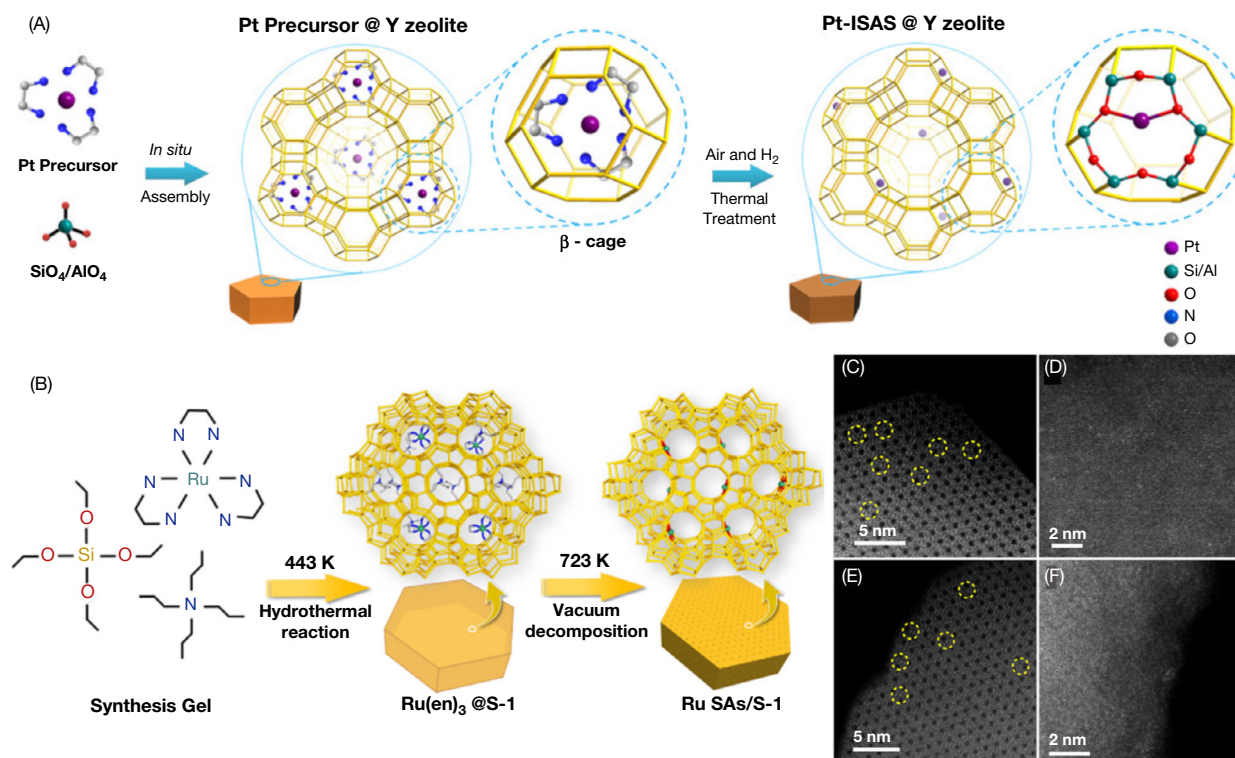 (A)
Pt Precursor @ Y zeolite
Pt-ISAS @ Y zeolite
Pt Precursor
In situ
Assembly
SiO4/AlO4
β - cage
Air and H2
Thermal
Treatment
Pt
Si/Al
O
N
O
(B)
N
N
N
Ru
N
N
N
O
O
Si
O
O
N
Synthesis Gel
443 K
Hydrothermal
reaction
Ru(en)3 @S-1
723 K
Vacuum
decomposition
Ru SAs/S-1
(C)
5 nm
(D)
2 nm
(E)
5 nm
(F)
2 nm